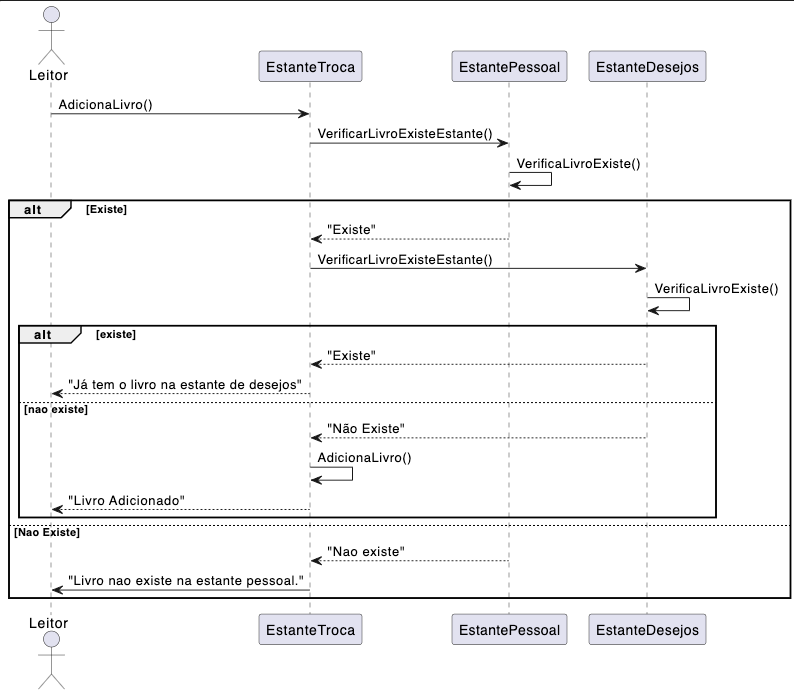 Leitor
EstanteTroca
EstantePessoal
EstanteDesejos
AdicionaLivro()
VerificarLivroExisteEstante()
VerificaLivroExiste()
alt
[Existe]
"Existe"
VerificarLivroExisteEstante()
VerificaLivroExiste()
alt
[existe]
"Existe"
"Já tem o livro na estante de desejos"
[nao existe]
"Não Existe"
AdicionaLivro()
"Livro Adicionado"
[Nao Existe]
"Nao existe"
"Livro nao existe na estante pessoal."
Leitor
EstanteTroca
EstantePessoal
EstanteDesejos